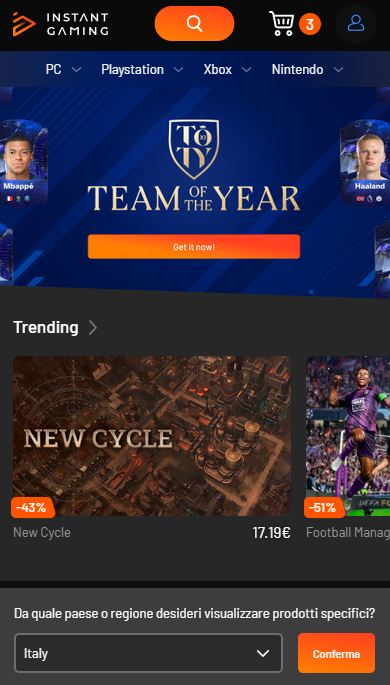 INSTANT
GAMING
3
PC
Playstation
Xbox
Nintendo
TOTY
XI
Mbappé
Haaland
TEAM OF THE YEAR
Get it now!
Trending
NEW CYCLE
-43%
-51%
New Cycle
17.19€
Football Manag
Da quale paese o regione desideri visualizzare prodotti specifici?
Italy
Conferma